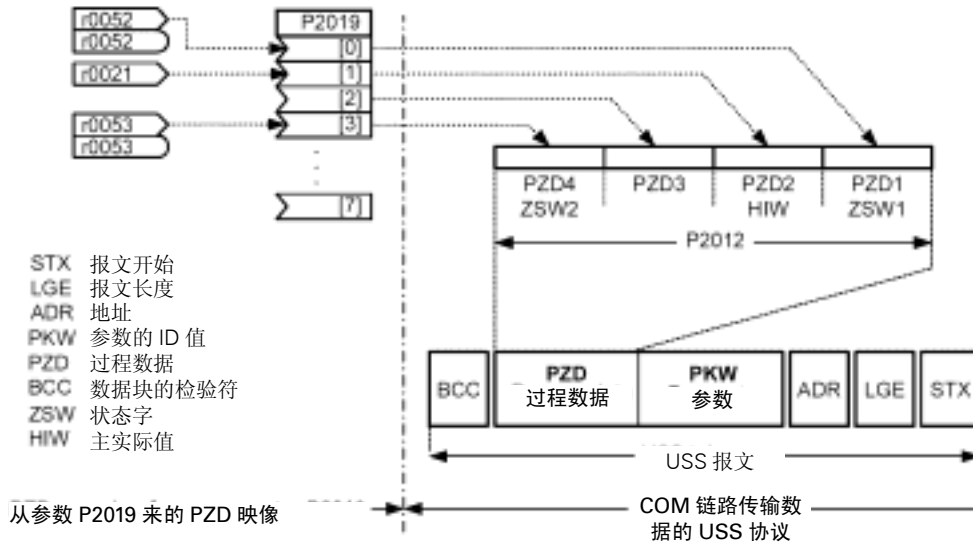 r0052
r0052
r0021
r0053
r0053
P2019
[0]
[1]
[2]
[3]
[7]
PZD4
ZSW2
PZD3
PZD2
HIW
PZD1
ZSW1
P2012
STX 报文开始
LGE 报文长度
ADR 地址
PKW 参数的 ID 值
PZD 过程数据
BCC 数据块的检验符
ZSW 状态字
HIW 主实际值
BCC
PZD
过程数据
PKW
参数
ADR
LGE
STX
USS 报文
从参数 P2019 来的 PZD 映像
COM 链路传输数
据的 USS 协议